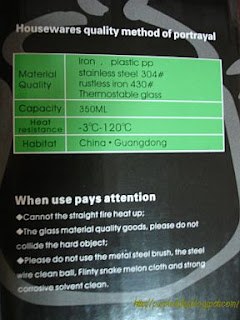 Housewares quality method of portrayal
Material Quality
Iron . plastic pp
stainless steel 304#
rustless iron 430#
Thermostable glass
Capacity 350ML
Heat resistance -3℃-120℃
Habitat China·Guangdong
When use pays attention
◆Cannot the straight fire heat up;
◆The glass material quality goods, please do not
collide the hard object;
◆Please do not use the metal steel brush, the steel
wire clean ball, Flinty snake melon cloth and strong
corrosive solvent clean.